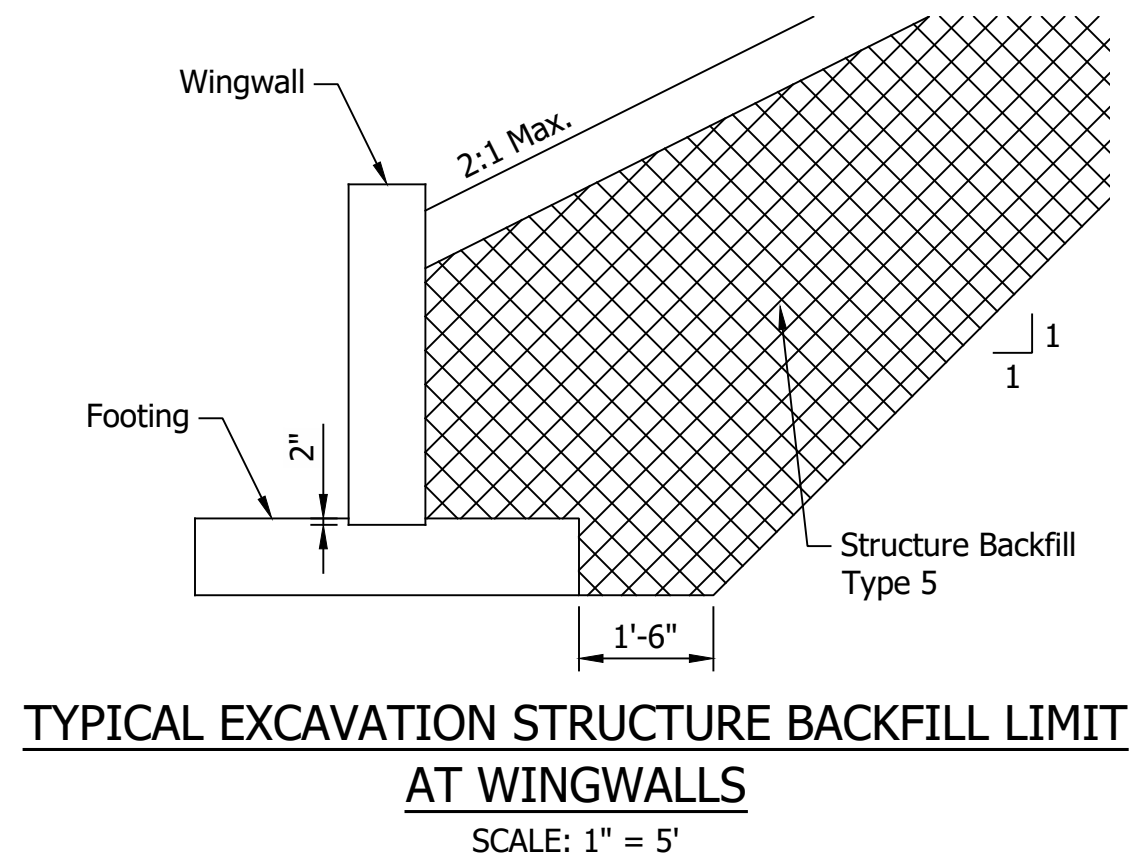 Wingwall
2:1 Max.
1
1
Footing
2"
Structure Backfill
Type 5
1'-6"
TYPICAL EXCAVATION STRUCTURE BACKFILL LIMIT
AT WINGWALLS
SCALE: 1" = 5'